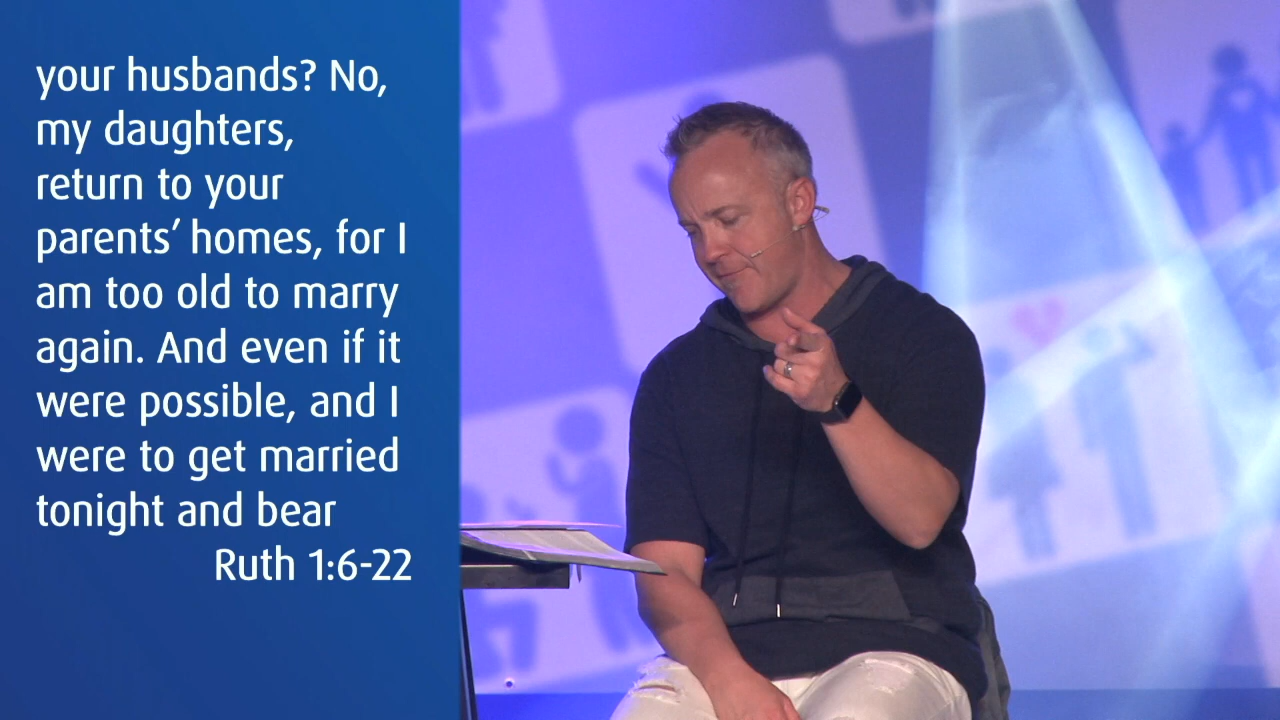 your husbands? No,
my daughters,
return to your
parents’ homes, for I
am too old to marry
again. And even if it
were possible, and I
were to get married
tonight and bear
Ruth 1:6-22